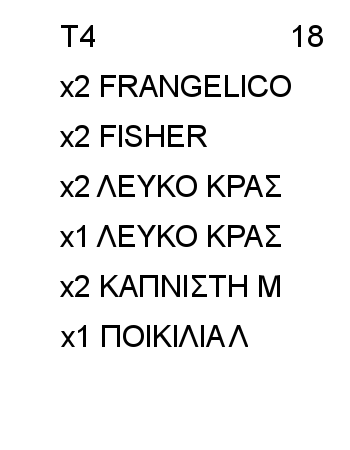 T4 18
x2 FRANGELICO
x2 FISHER
x2 ΛΕΥΚΟ ΚΡΑΣ
x1 ΛΕΥΚΟ ΚΡΑΣ
x2 ΚΑΠΝΙΣΤΗ Μ
x1 ΠΟΙΚΙΛΙΑ Λ